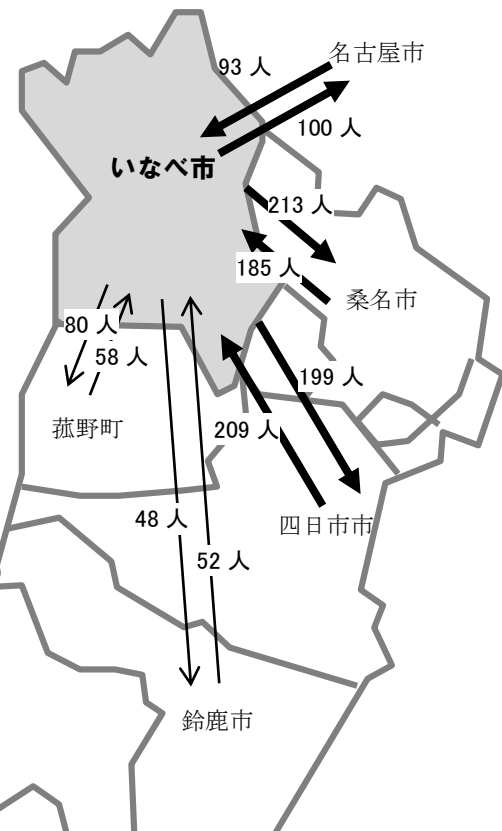 名古屋市
93 人
100 人
いなべ市
213 人
185 人
桑名市
80 人
58 人
199 人
菰野町
209 人
48 人
四日市市
52 人
鈴鹿市